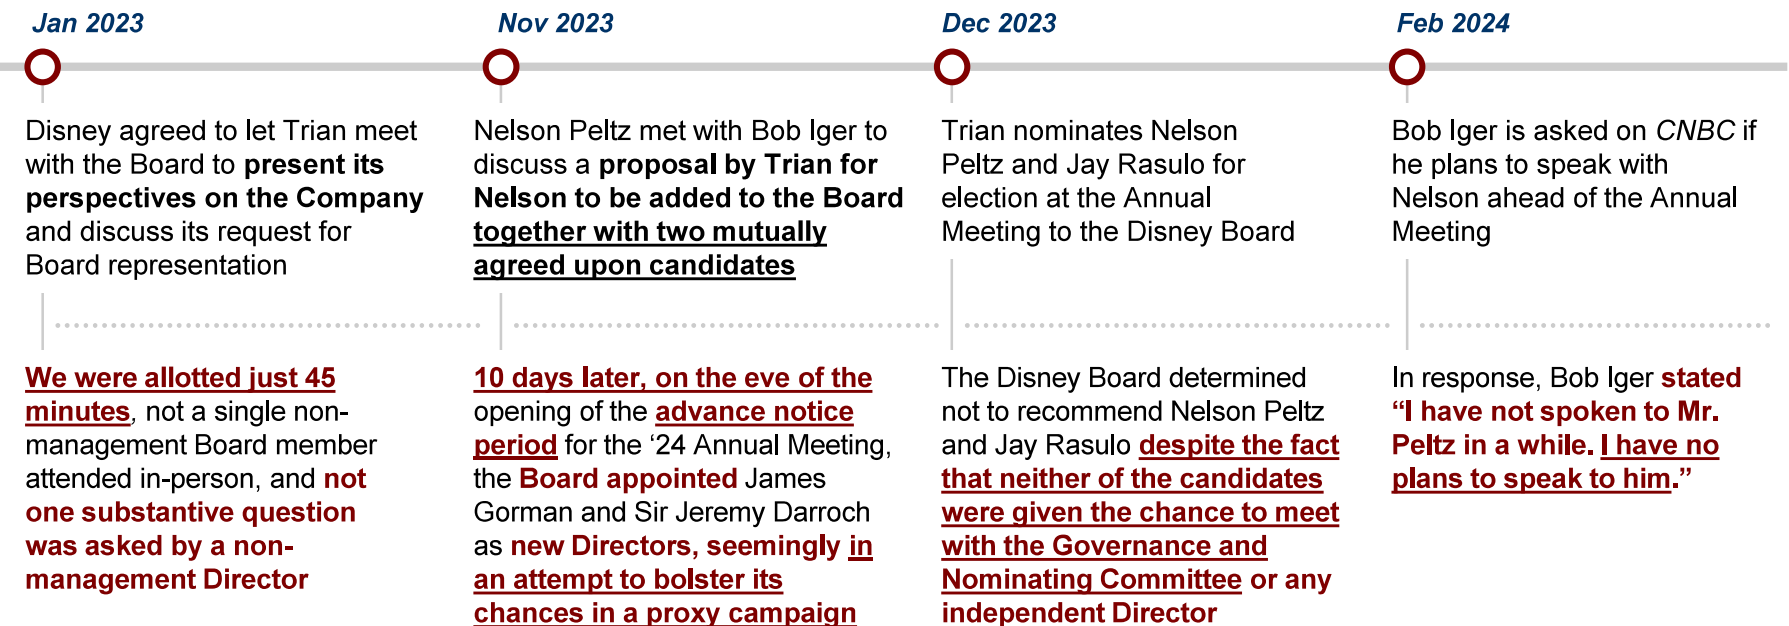 Jan 2023
Disney agreed to let Trian meet
with the Board to present its
perspectives on the Company
and discuss its request for
Board representation
We were allotted just 45
minutes, not a single non-
management Board member
attended in-person, and not
one substantive question
was asked by a non-
management Director
Nov 2023
Nelson Peltz met with Bob Iger to
discuss a proposal by Trian for
Nelson to be added to the Board
together with two mutually
agreed upon candidates
10 days later, on the eve of the
opening of the advance notice
period for the ‘24 Annual Meeting,
the Board appointed James
Gorman and Sir Jeremy Darroch
as new Directors, seemingly in
an attempt to bolster its
chances in a proxy campaign
Dec 2023
Trian nominates Nelson
Peltz and Jay Rasulo for
election at the Annual
Meeting to the Disney Board
The Disney Board determined
not to recommend Nelson Peltz
and Jay Rasulo despite the fact
that neither of the candidates
were given the chance to meet
with the Governance and
Nominating Committee or any
independent Director
Feb 2024
Bob Iger is asked on CNBC if
he plans to speak with
Nelson ahead of the Annual
Meeting
In response, Bob Iger stated
“I have not spoken to Mr.
Peltz in a while. I have no
plans to speak to him.”